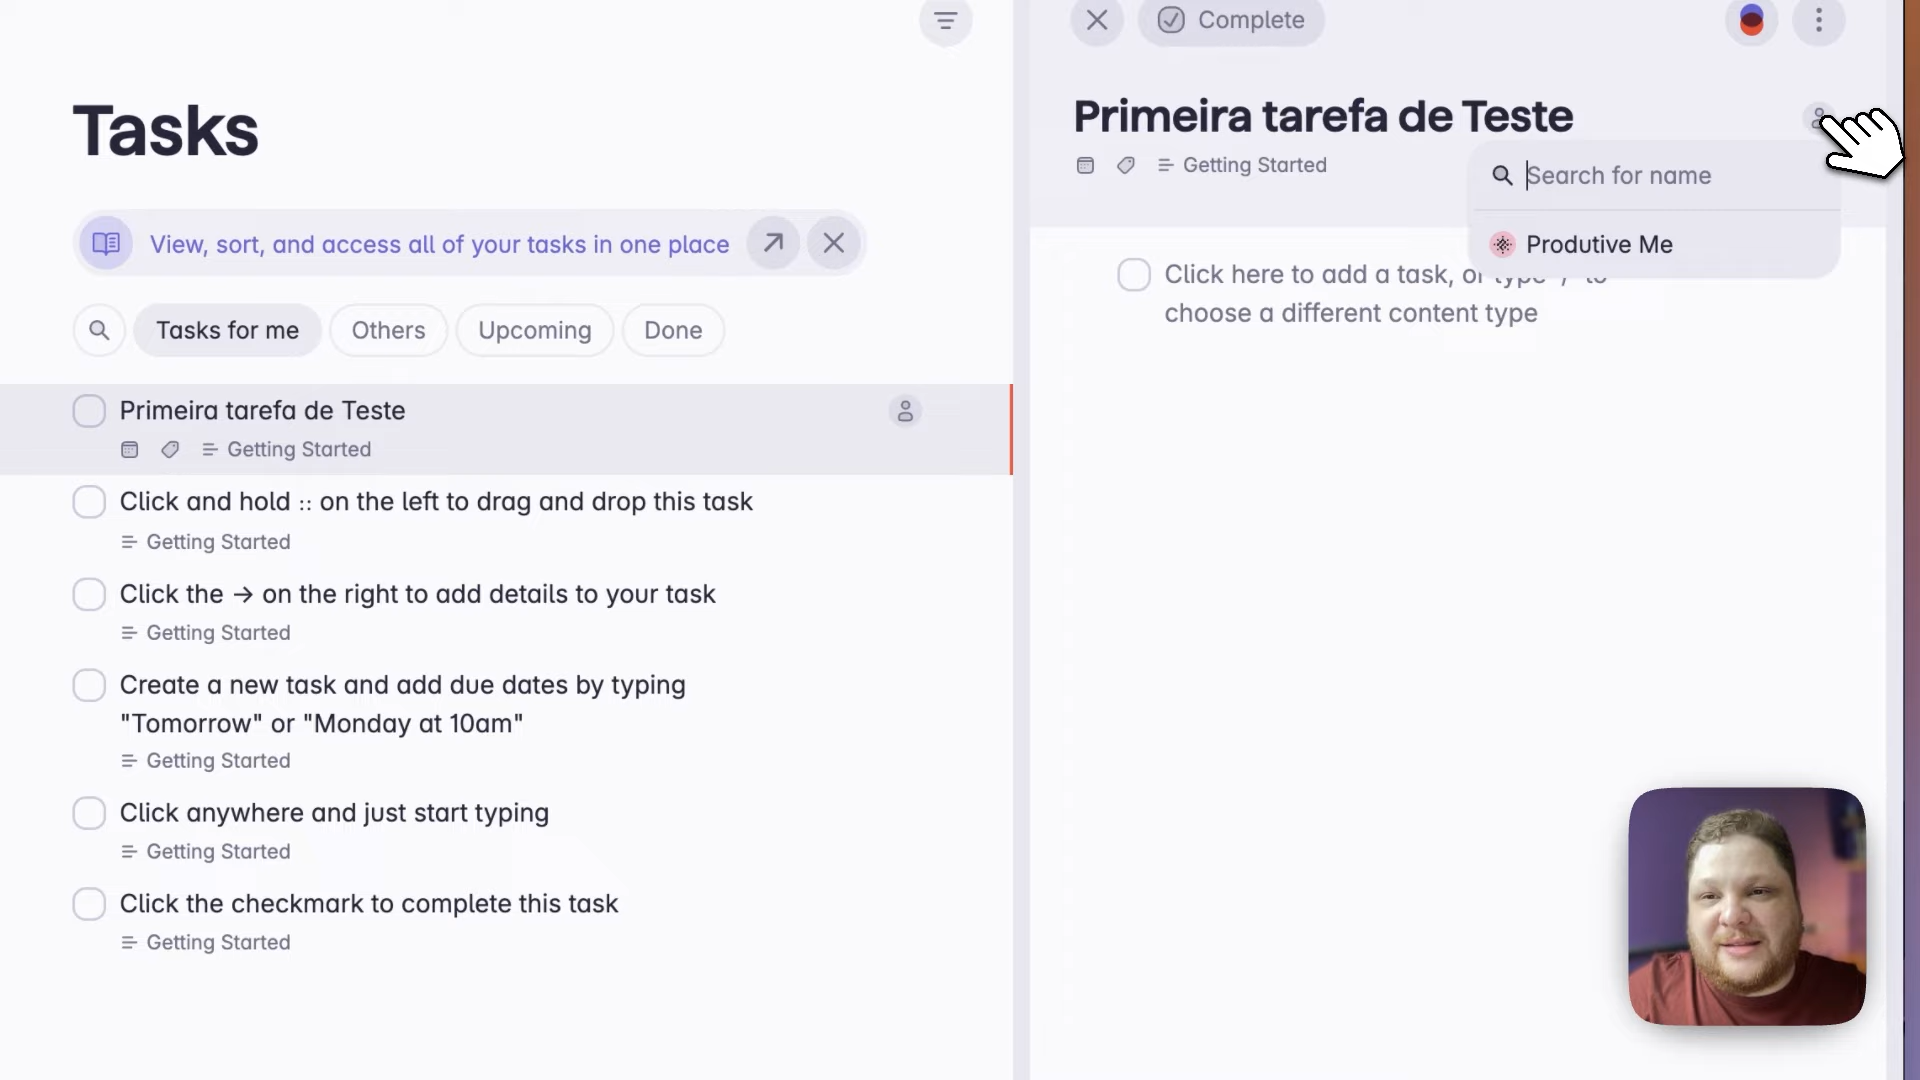 Tasks
View, sort, and access all of your tasks in one place
Tasks for me
Others
Upcoming
Done
Primeira tarefa de Teste
Getting Started
Click and hold :: on the left to drag and drop this task
Getting Started
Click the → on the right to add details to your task
Getting Started
Create a new task and add due dates by typing
"Tomorrow" or "Monday at 10am"
Getting Started
Click anywhere and just start typing
Getting Started
Click the checkmark to complete this task
Getting Started
Complete
Primeira tarefa de Teste
Getting Started
Search for name
Produtive Me
Click here to add a task, or type '/' to
choose a different content type